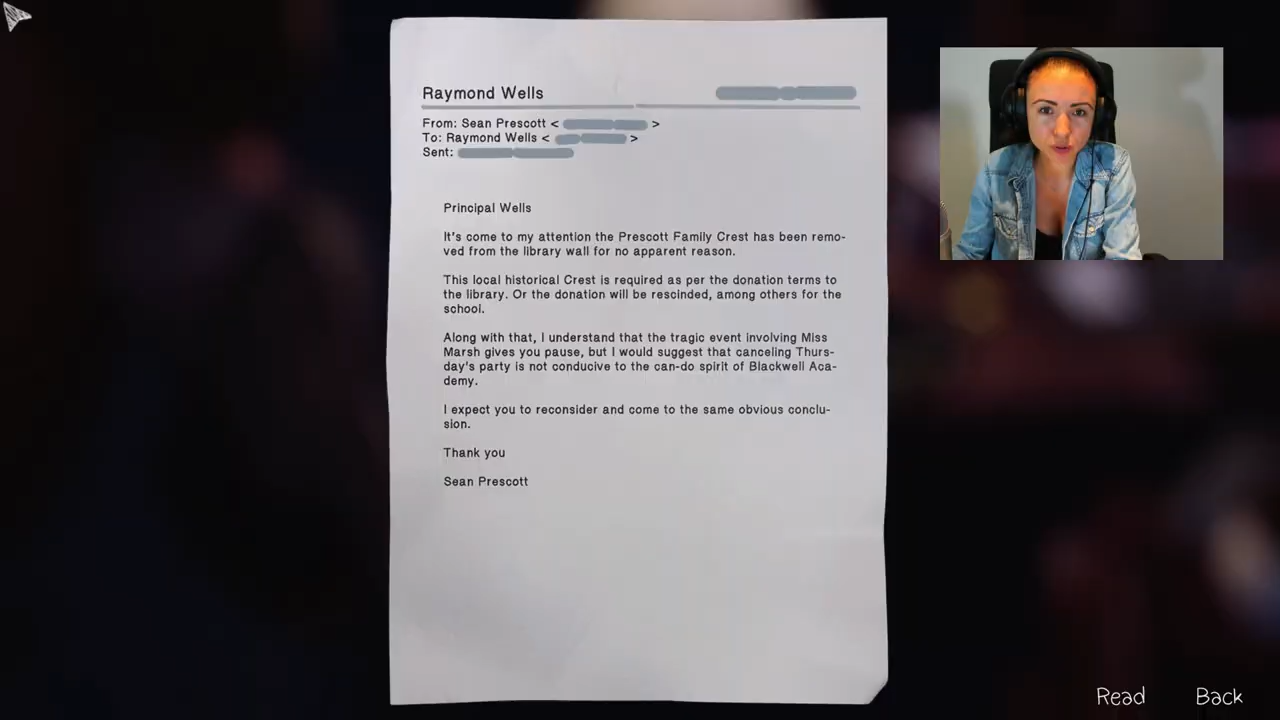 Raymond Wells
From: Sean Prescott < >
To: Raymond Wells < >
Sent:
Principal Wells
It's come to my attention the Prescott Family Crest has been remo-
ved from the library wall for no apparent reason.
This local historical Crest is required as per the donation terms to
the library. Or the donation will be rescinded, among others for the
school.
Along with that, I understand that the tragic event involving Miss
Marsh gives you pause, but I would suggest that canceling Thurs-
day's party is not conducive to the can-do spirit of Blackwell Aca-
demy.
I expect you to reconsider and come to the same obvious conclu-
sion.
Thank you
Sean Prescott
Read Back